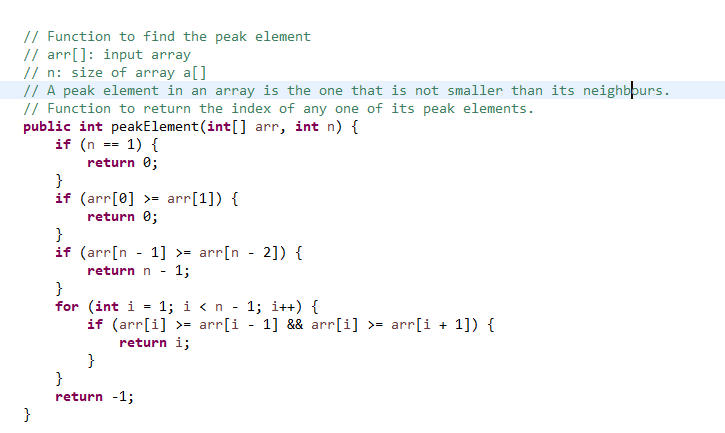 // Function to find the peak element
// arr[]: input array
// n: size of array a[]
// A peak element in an array is the one that is not smaller than its neighbours.
// Function to return the index of any one of its peak elements.
public int peakElement(int[] arr, int n) {
    if (n == 1) {
        return 0;
    }
    if (arr[0] >= arr[1]) {
        return 0;
    }
    if (arr[n - 1] >= arr[n - 2]) {
        return n - 1;
    }
    for (int i = 1; i < n - 1; i++) {
        if (arr[i] >= arr[i - 1] && arr[i] >= arr[i + 1]) {
            return i;
        }
    }
    return -1;
}